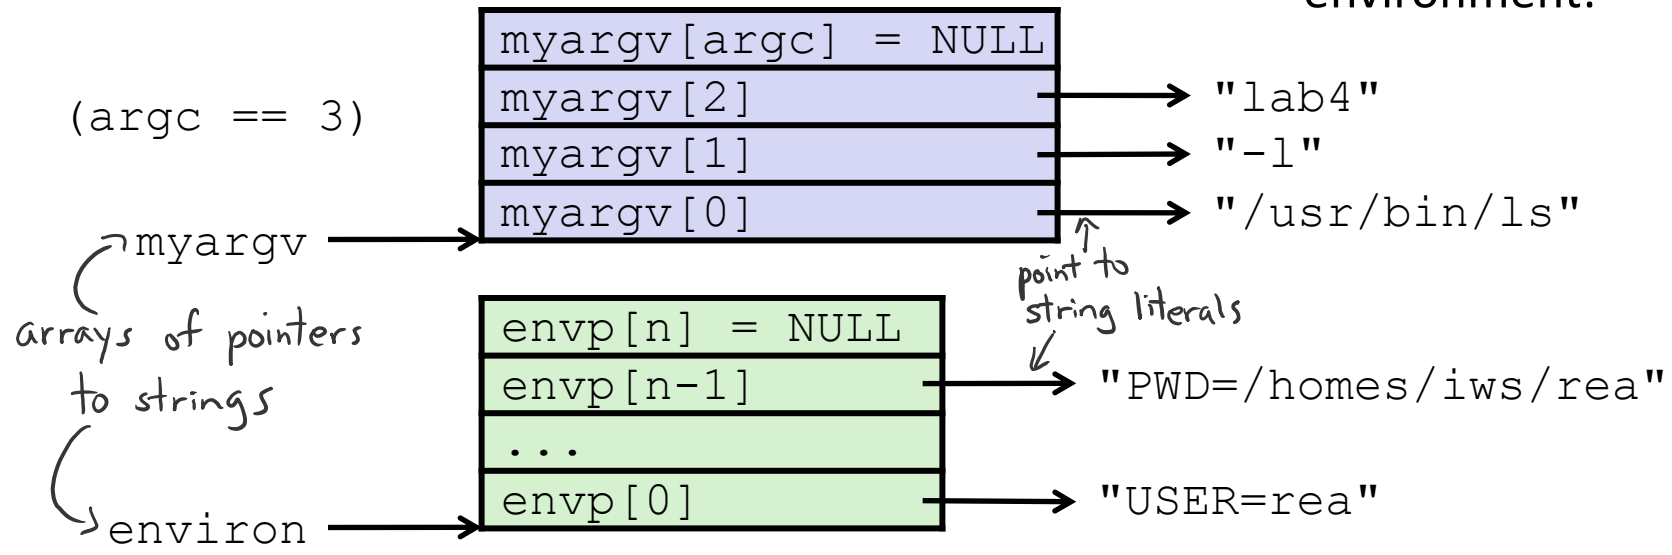 environment:
(argc == 3)
myargv[argc] = NULL
myargv[2]
"lab4"
myargv[1]
"-l"
myargv[0]
"/usr/bin/ls"
myargv
point to
string literals
arrays of pointers
to strings
envp[n] = NULL
envp[n-1]
"PWD=/homes/iws/rea"
...
envp[0]
"USER=rea"
environ